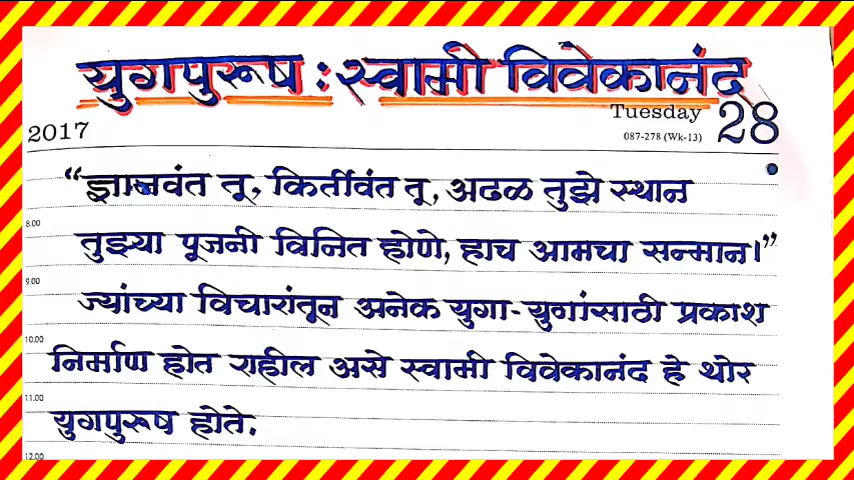 युगपुरूष : स्वामी विवेकानंद
Tuesday 28
2017
087-278 (Wk-13)
“ज्ञानवंत तू, किर्तीवंत तू, अढळ तुझे स्थान
8.00
तुझ्या पूजनी विनित होणे, हाच आमचा सन्मान।”
9.00
ज्यांच्या विचारांतून अनेक युगा-युगांसाठी प्रकाश
10.00
निर्माण होत राहील असे स्वामी विवेकानंद हे थोर
11.00
युगपुरूष होते.
12.00